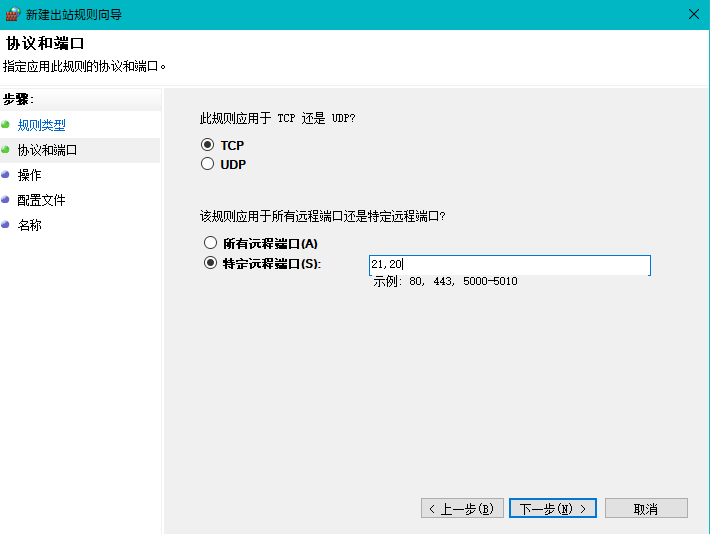 新建出站规则向导
协议和端口
指定应用此规则的协议和端口。
步骤:
规则类型
协议和端口
操作
配置文件
名称
此规则应用于 TCP 还是 UDP?
TCP
UDP
该规则应用于所有远程端口还是特定远程端口?
所有远程端口(A)
特定远程端口(S):
21,20
示例: 80, 443, 5000-5010
< 上一步(B)
下一步(N) >
取消